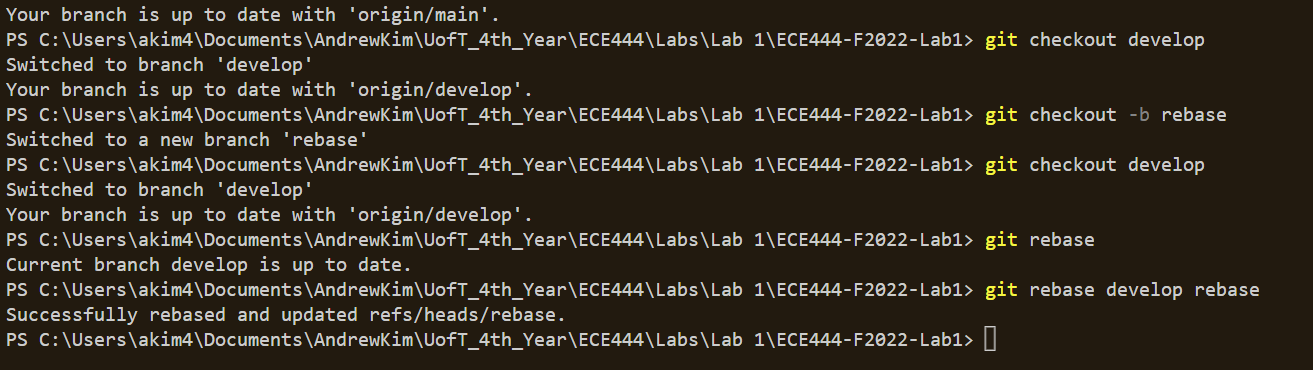 Your branch is up to date with 'origin/main'.
PS C:\Users\akim4\Documents\AndrewKim\UofT_4th_Year\ECE444\Labs\Lab 1\ECE444-F2022-Lab1> git checkout develop
Switched to branch 'develop'
Your branch is up to date with 'origin/develop'.
PS C:\Users\akim4\Documents\AndrewKim\UofT_4th_Year\ECE444\Labs\Lab 1\ECE444-F2022-Lab1> git checkout -b rebase
Switched to a new branch 'rebase'
PS C:\Users\akim4\Documents\AndrewKim\UofT_4th_Year\ECE444\Labs\Lab 1\ECE444-F2022-Lab1> git checkout develop
Switched to branch 'develop'
Your branch is up to date with 'origin/develop'.
PS C:\Users\akim4\Documents\AndrewKim\UofT_4th_Year\ECE444\Labs\Lab 1\ECE444-F2022-Lab1> git rebase
Current branch develop is up to date.
PS C:\Users\akim4\Documents\AndrewKim\UofT_4th_Year\ECE444\Labs\Lab 1\ECE444-F2022-Lab1> git rebase develop rebase
Successfully rebased and updated refs/heads/rebase.
PS C:\Users\akim4\Documents\AndrewKim\UofT_4th_Year\ECE444\Labs\Lab 1\ECE444-F2022-Lab1>